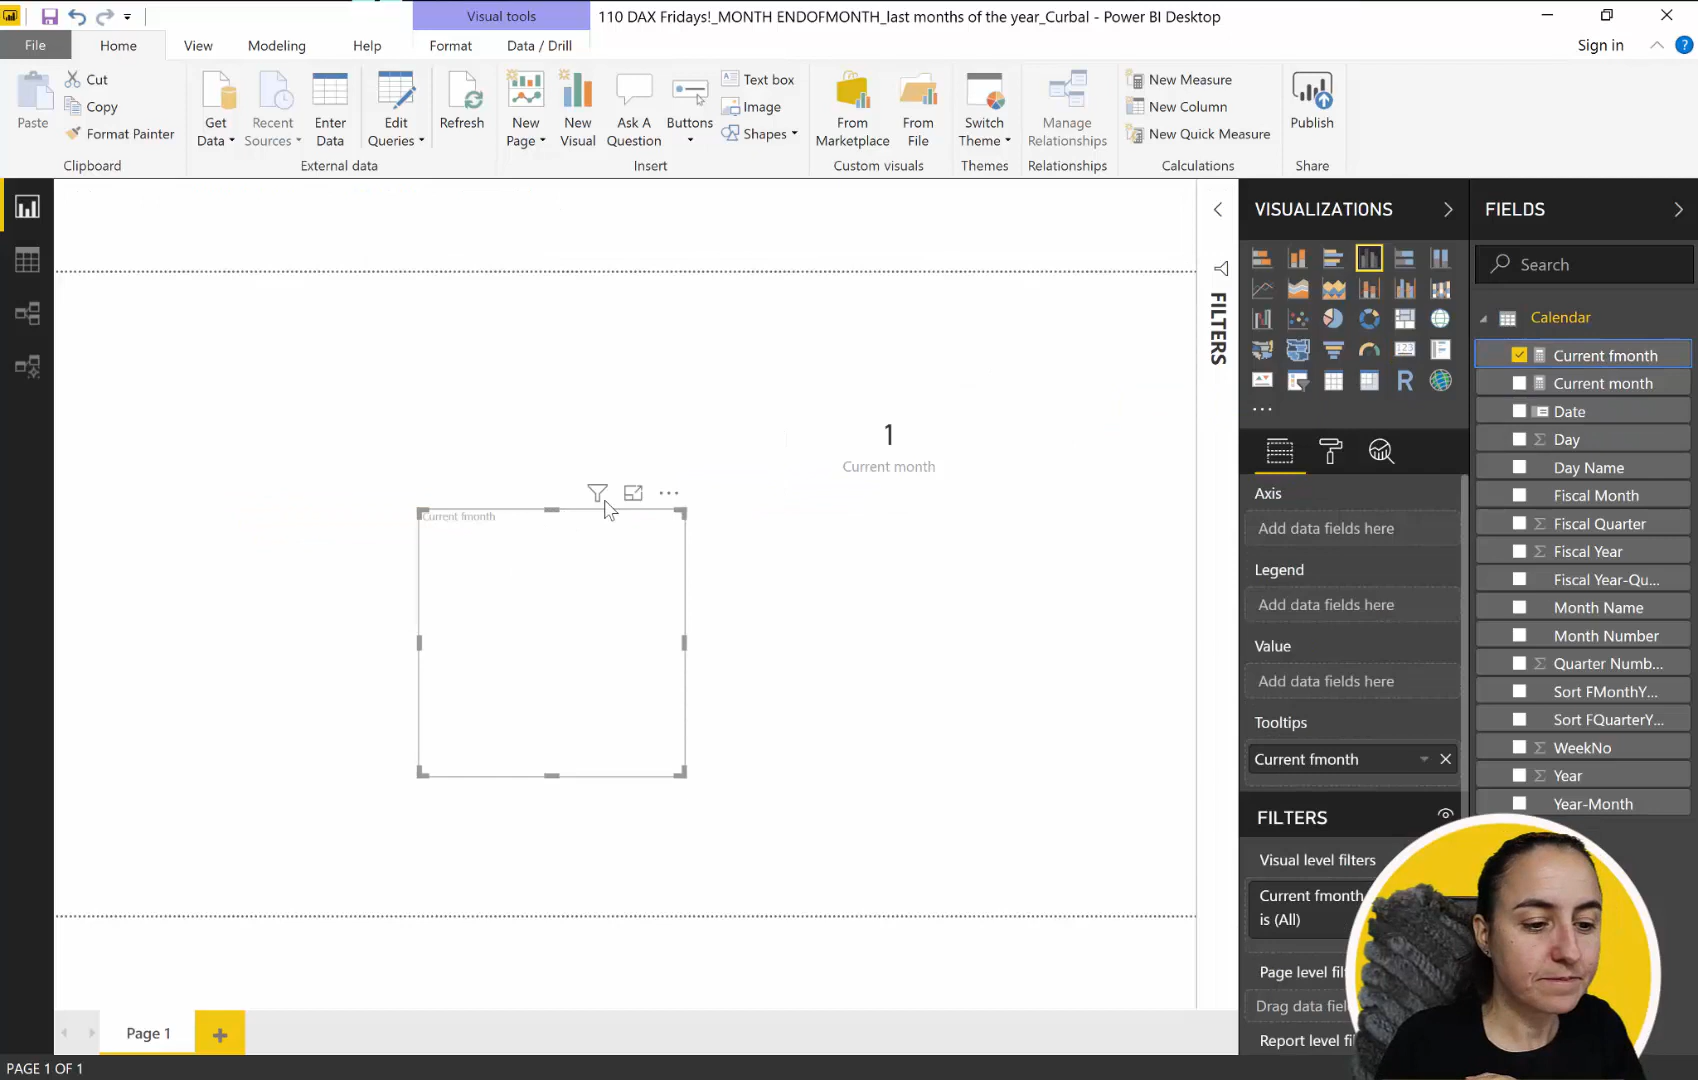 Visual tools
110 DAX Fridays!_MONTH ENDOFMONTH_last months of the year_Curbal - Power BI Desktop
File
Home
View
Modeling
Help
Format
Data / Drill
Sign in
?
Paste
Cut
Copy
Format Painter
Clipboard
Get Data
Recent Sources
Enter Data
Edit Queries
External data
Refresh
New Page
New Visual
Ask A Question
Buttons
Text box
Image
Shapes
Insert
From Marketplace
From File
Custom visuals
Switch Theme
Themes
Manage Relationships
Relationships
New Measure
New Column
New Quick Measure
Calculations
Publish
Share
1
Current month
Current fmonth
FILTERS
VISUALIZATIONS
123
R
Axis
Add data fields here
Legend
Add data fields here
Value
Add data fields here
Tooltips
Current fmonth
FILTERS
Visual level filters
Current fmonth
is (All)
Page level fil
Drag data fiel
Report level fi
FIELDS
Search
Calendar
Current fmonth
Current month
Date
Day
Day Name
Fiscal Month
Fiscal Quarter
Fiscal Year
Fiscal Year-Qu...
Month Name
Month Number
Quarter Numb...
Sort FMonthY...
Sort FQuarterY...
WeekNo
Year
Year-Month
Page 1
PAGE 1 OF 1